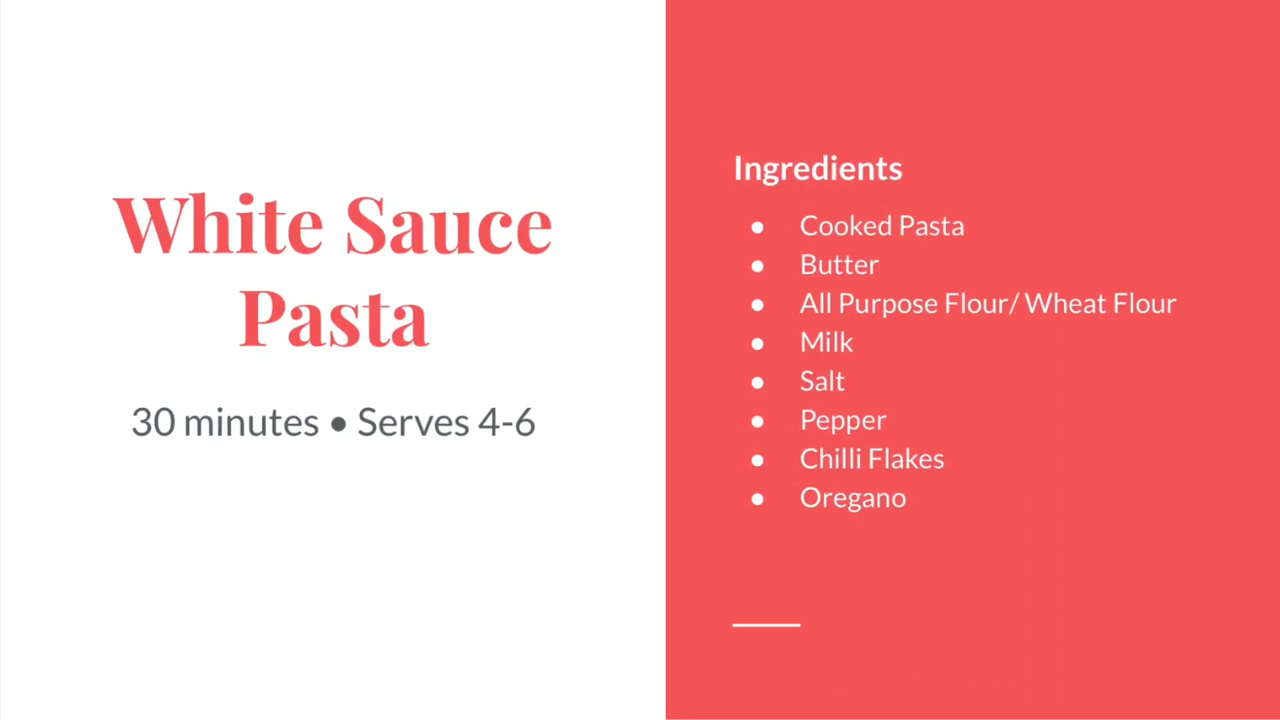 White Sauce
Pasta
30 minutes • Serves 4-6
Ingredients
● Cooked Pasta
● Butter
● All Purpose Flour/ Wheat Flour
● Milk
● Salt
● Pepper
● Chilli Flakes
● Oregano